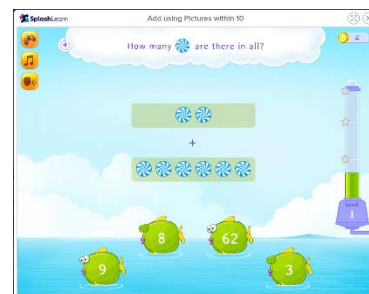 SplashLearn
Add using Pictures within 10
4
How many are there in all?
+
8
62
9
3
Level
1